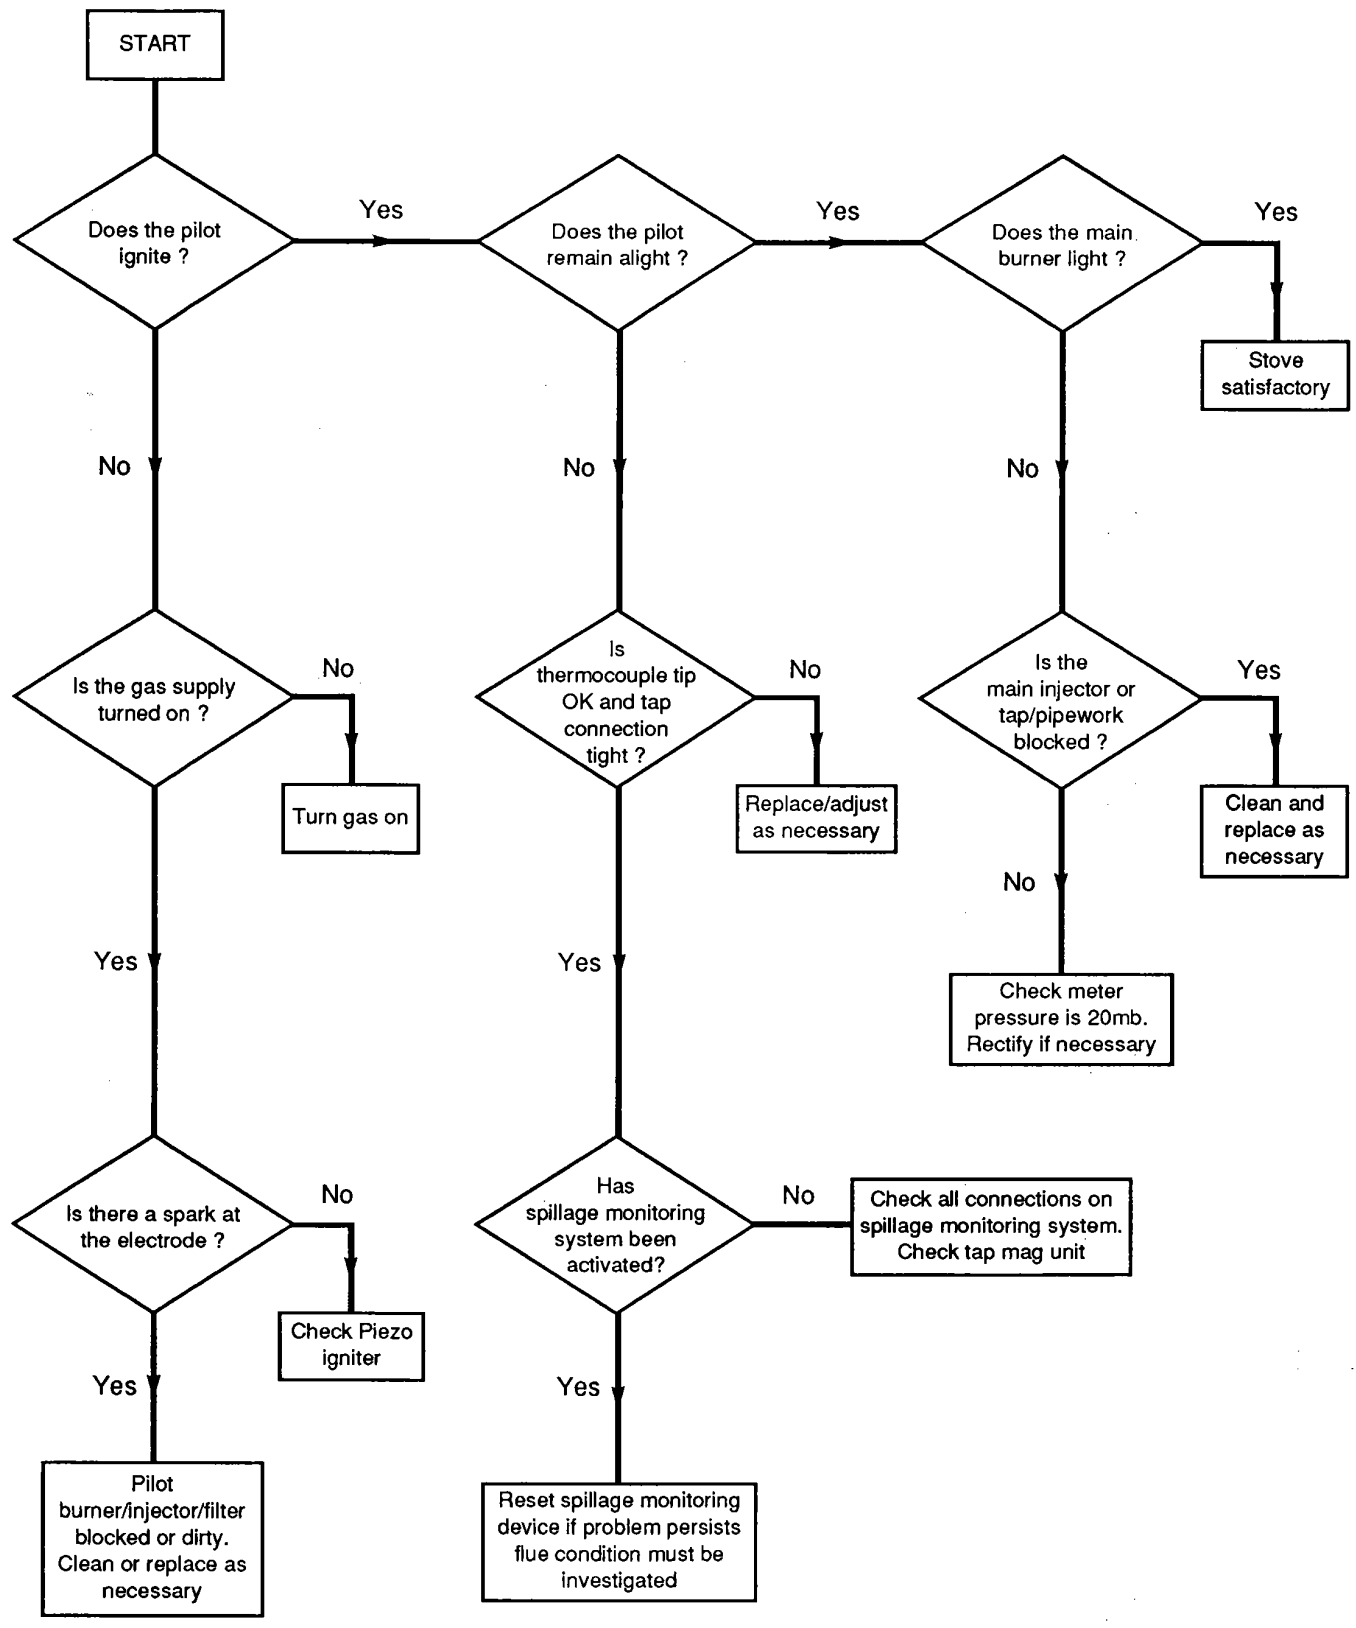 START
Does the pilot
ignite ?
Yes
Does the pilot
remain alight ?
Yes
Does the main
burner light ?
Yes
Stove
satisfactory
No
No
No
Is the gas supply
turned on ?
No
Turn gas on
Is
thermocouple tip
OK and tap
connection
tight ?
No
Replace/adjust
as necessary
Is the
main injector or
tap/pipework
blocked ?
Yes
Clean and
replace as
necessary
No
Check meter
pressure is 20mb.
Rectify if necessary
Yes
Yes
Is there a spark at
the electrode ?
No
Check Piezo
igniter
Has
spillage monitoring
system been
activated?
No
Check all connections on
spillage monitoring system.
Check tap mag unit
Yes
Pilot
burner/injector/filter
blocked or dirty.
Clean or replace as
necessary
Yes
Reset spillage monitoring
device if problem persists
flue condition must be
investigated